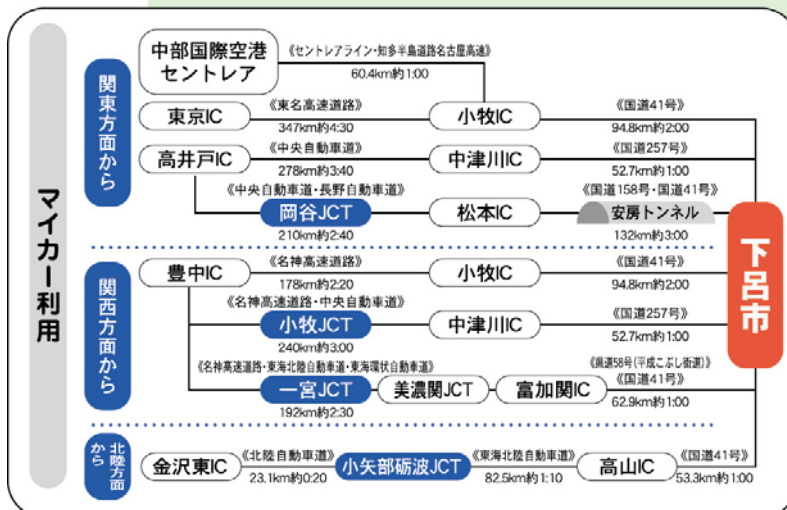 マイカー利用
関東方面から
中部国際空港
セントレア
《セントレアライン・知多半島道路名古屋高速》
60.4km約1:00
東京IC
《東名高速道路》
347km約4:30
小牧IC
《国道41号》
94.8km約2:00
高井戸IC
《中央自動車道》
278km約3:40
中津川IC
《国道257号》
52.7km約1:00
《中央自動車道・長野自動車道》
岡谷JCT
210km約2:40
松本IC
《国道158号・国道41号》
安房トンネル
132km約3:00
関西方面から
豊中IC
《名神高速道路》
178km約2:20
小牧IC
《国道41号》
94.8km約2:00
《名神高速道路・中央自動車道》
小牧JCT
240km約3:00
中津川IC
《国道257号》
52.7km約1:00
《名神高速道路・東海北陸自動車道・東海環状自動車道》
一宮JCT
192km約2:30
美濃関JCT
富加関IC
《県道58号(平成こぶし街道)》
《国道41号》
62.9km約1:00
北陸方面
から
金沢東IC
《北陸自動車道》
23.1km約0:20
小矢部砺波JCT
《東海北陸自動車道》
82.5km約1:10
高山IC
《国道41号》
53.3km約1:00
下呂市